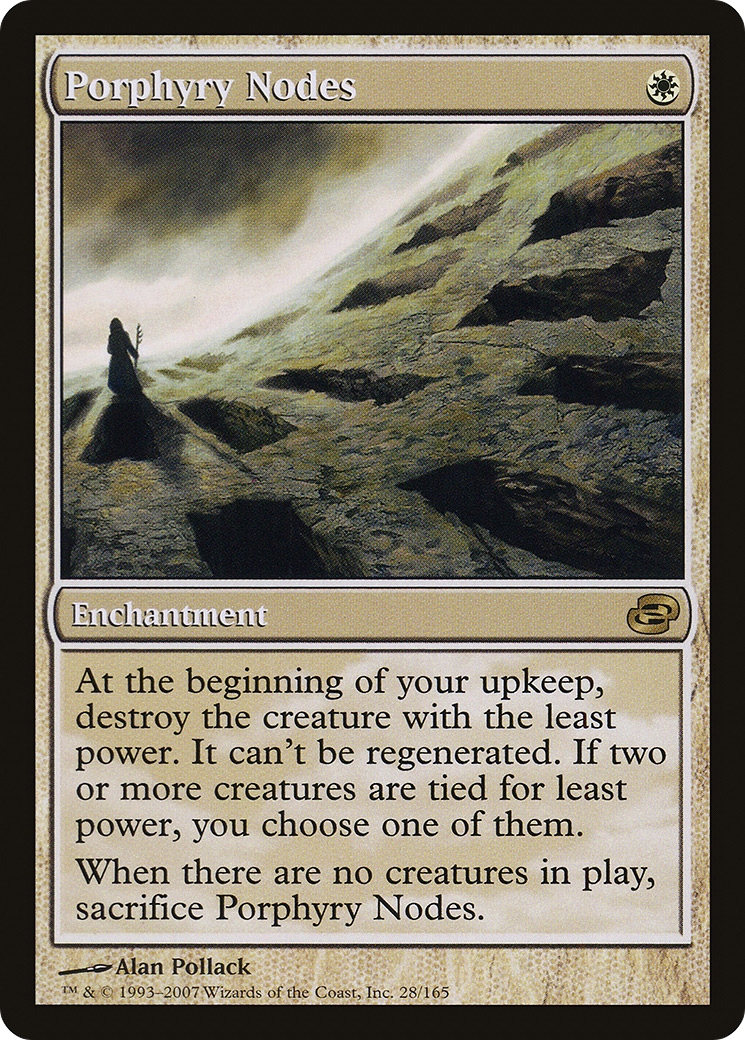 Porphyry Nodes
Enchantment
At the beginning of your upkeep,
destroy the creature with the least
power. It can't be regenerated. If two
or more creatures are tied for least
power, you choose one of them.
When there are no creatures in play,
sacrifice Porphyry Nodes.
Alan Pollack
™ & © 1993–2007 Wizards of the Coast, Inc. 28/165